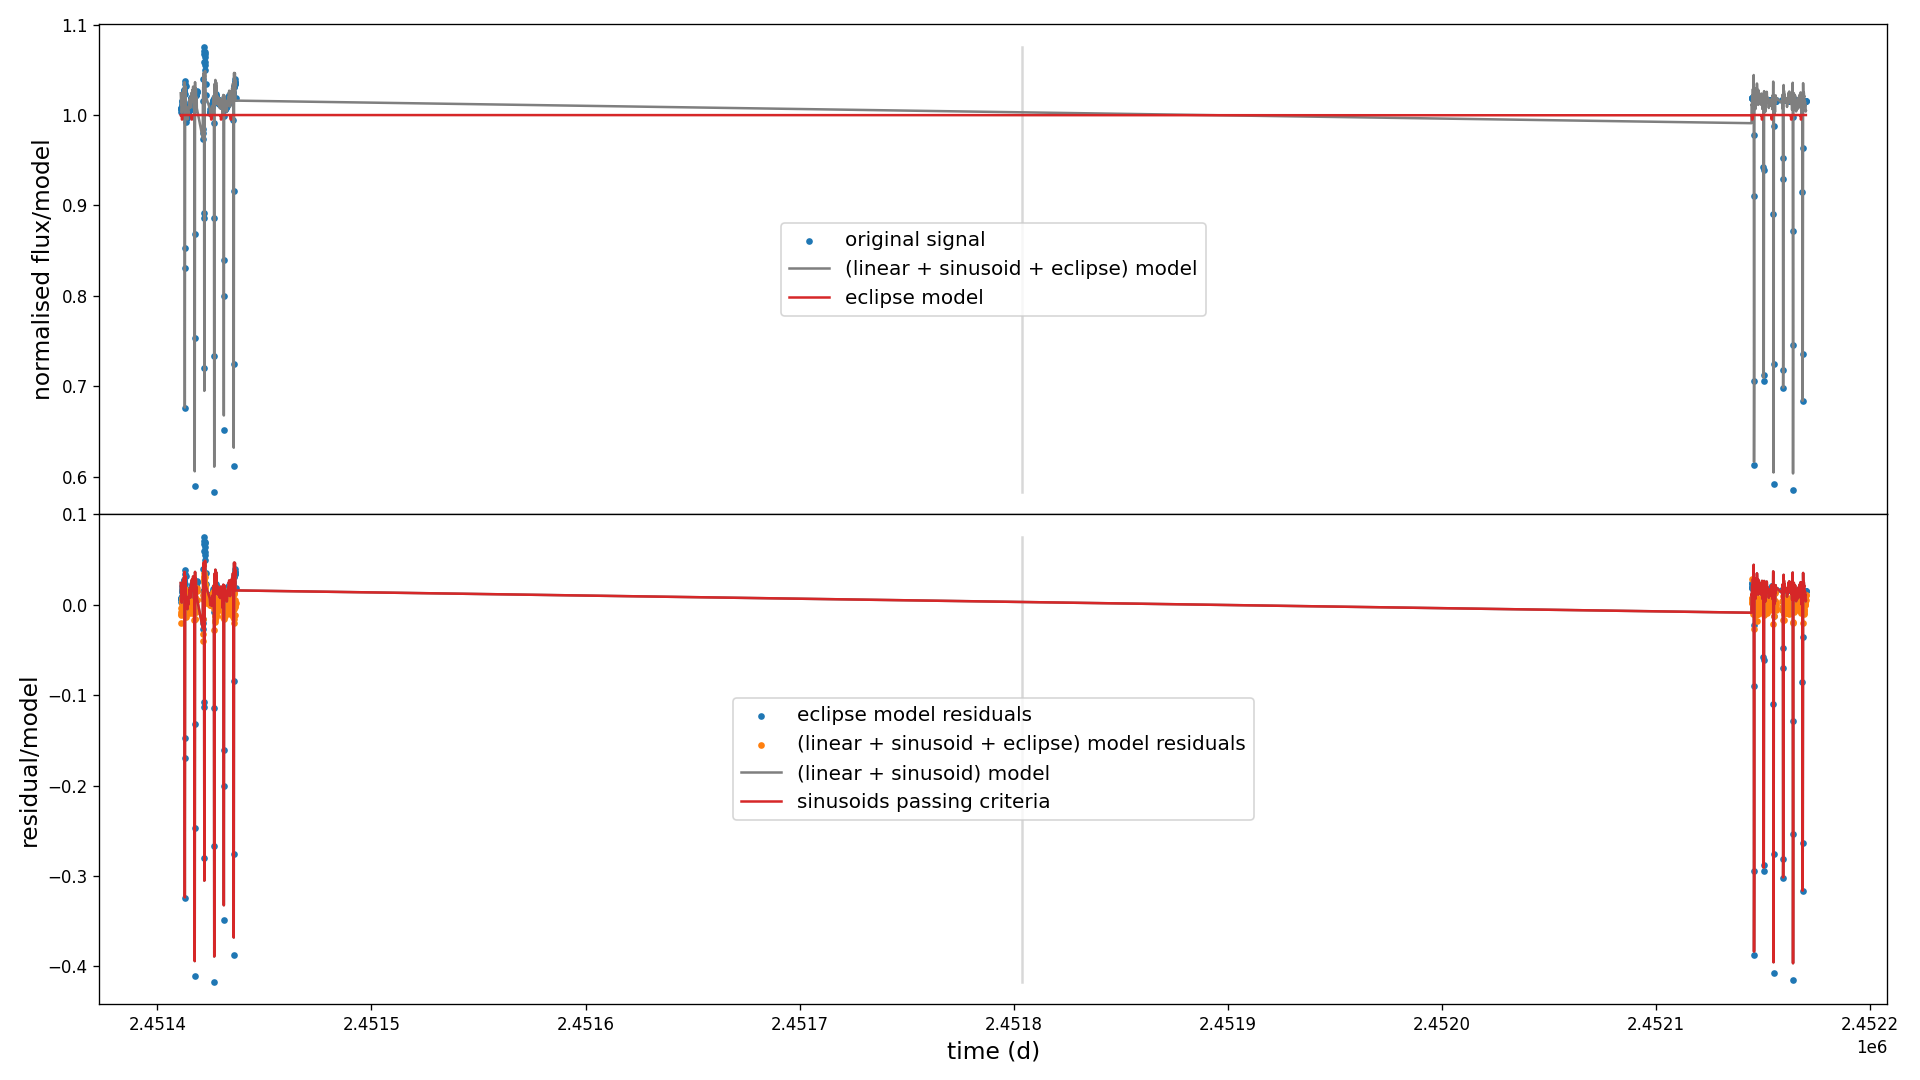 1.1
1.0
0.9
0.8
0.7
0.6
normalised flux/model
original signal
(linear + sinusoid + eclipse) model
eclipse model
0.1
0.0
−0.1
−0.2
−0.3
−0.4
residual/model
eclipse model residuals
(linear + sinusoid + eclipse) model residuals
(linear + sinusoid) model
sinusoids passing criteria
2.4514 2.4515 2.4516 2.4517 2.4518 2.4519 2.4520 2.4521 2.4522
1e6
time (d)